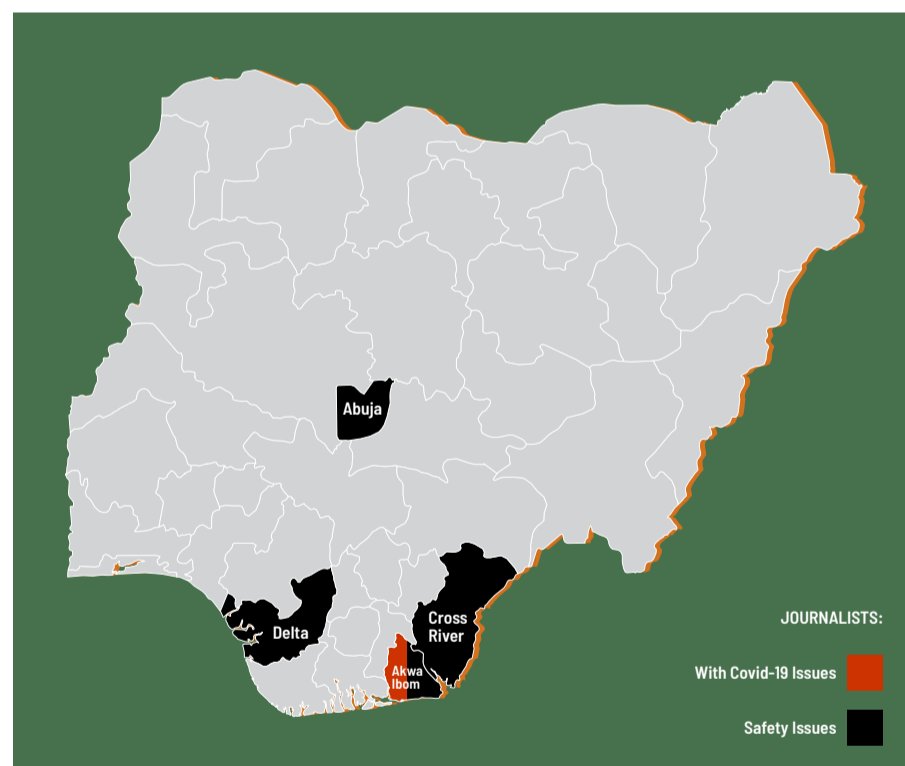 Abuja
Delta
Cross
River
Akwa
Ibom
JOURNALISTS:
With Covid-19 Issues
Safety Issues